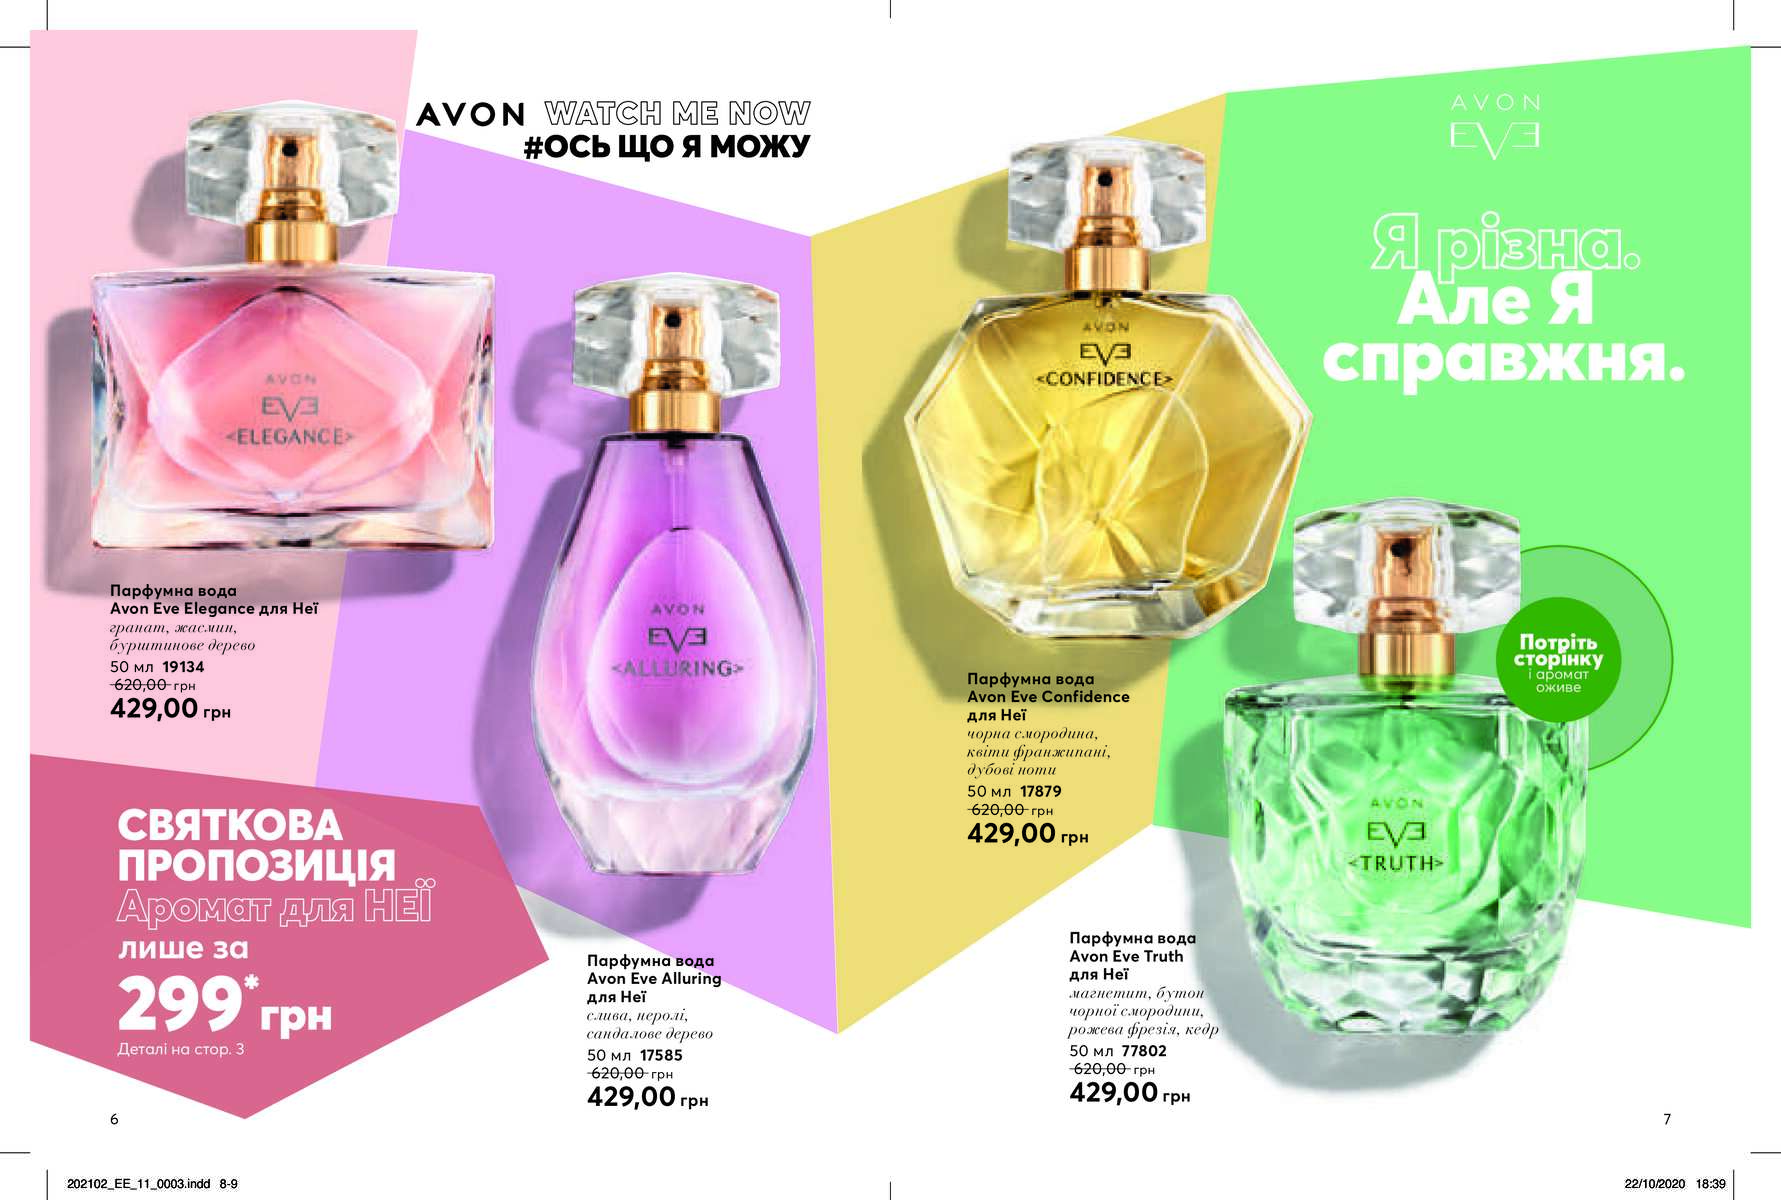 AVON WATCH ME NOW
#ОСЬ ЩО Я МОЖУ
AVON
EVE
<ELEGANCE>
Парфумна вода
Avon Eve Elegance для Неї
гранат, жасмин,
бурштинове дерево
50 мл 19134
620,00 грн
429,00 грн
СВЯТКОВА
ПРОПОЗИЦІЯ
Аромат для НЕЇ
лише за
299* грн
Деталі на стор. 3
6
AVON
EVE
<ALLURING>
Парфумна вода
Avon Eve Alluring
для Неї
слива, неролі,
сандалове дерево
50 мл 17585
620,00 грн
429,00 грн
AVON
EVE
<CONFIDENCE>
Парфумна вода
Avon Eve Confidence
для Неї
чорна смородина,
квіти франжипані,
дубові ноти
50 мл 17879
620,00 грн
429,00 грн
AVON
EVE
Я різна.
Але Я
справжня.
Потріть
сторінку
і аромат
оживе
AVON
EVE
<TRUTH>
Парфумна вода
Avon Eve Truth
для Неї
магнетит, бутон
чорної смородини,
рожева фрезія, кедр
50 мл 77802
620,00 грн
429,00 грн
7
202102_EE_11_0003.indd 8-9
22/10/2020 18:39